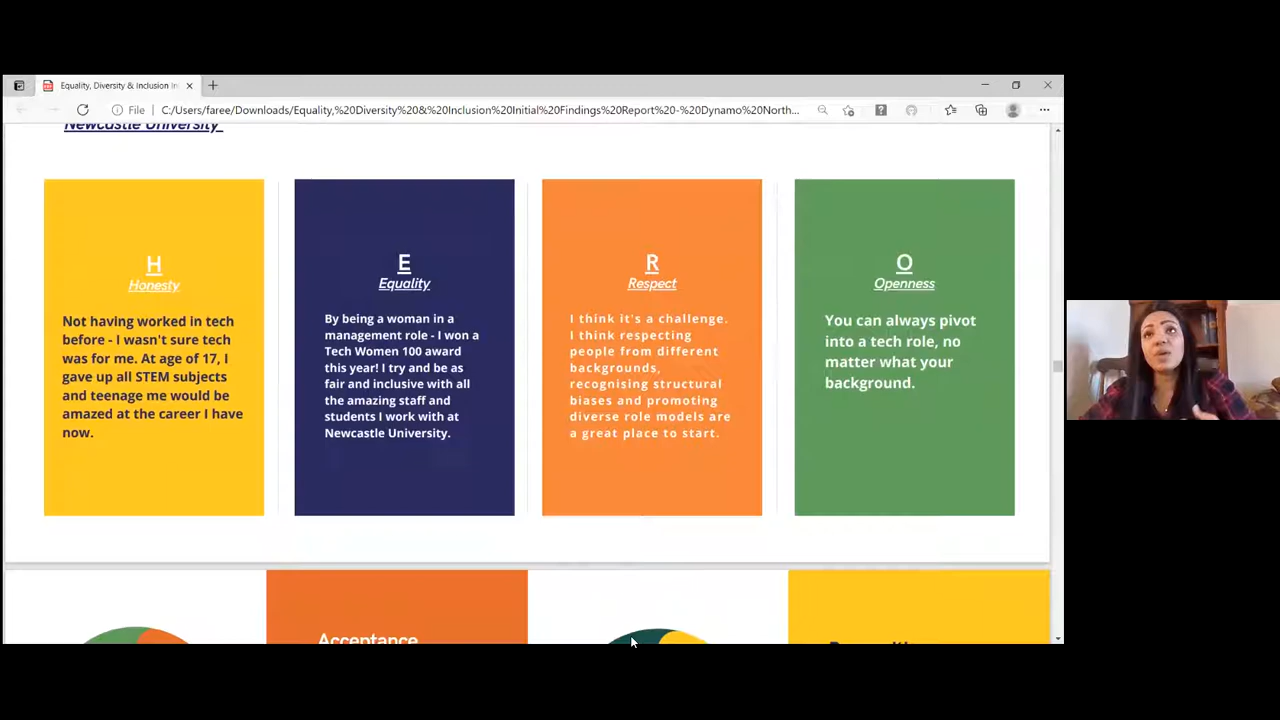 Equality, Diversity & Inclusion In
File
C:/Users/faree/Downloads/Equality,%20Diversity%20&%20Inclusion%20Initial%20Findings%20Report%20-%20Dynamo%20North...
Newcastle University
H
Honesty
Not having worked in tech
before - I wasn't sure tech
was for me. At age of 17, I
gave up all STEM subjects
and teenage me would be
amazed at the career I have
now.
E
Equality
By being a woman in a
management role - I won a
Tech Women 100 award
this year! I try and be as
fair and inclusive with all
the amazing staff and
students I work with at
Newcastle University.
R
Respect
I think it's a challenge.
I think respecting
people from different
backgrounds,
recognising structural
biases and promoting
diverse role models are
a great place to start.
O
Openness
You can always pivot
into a tech role, no
matter what your
background.
Acceptance